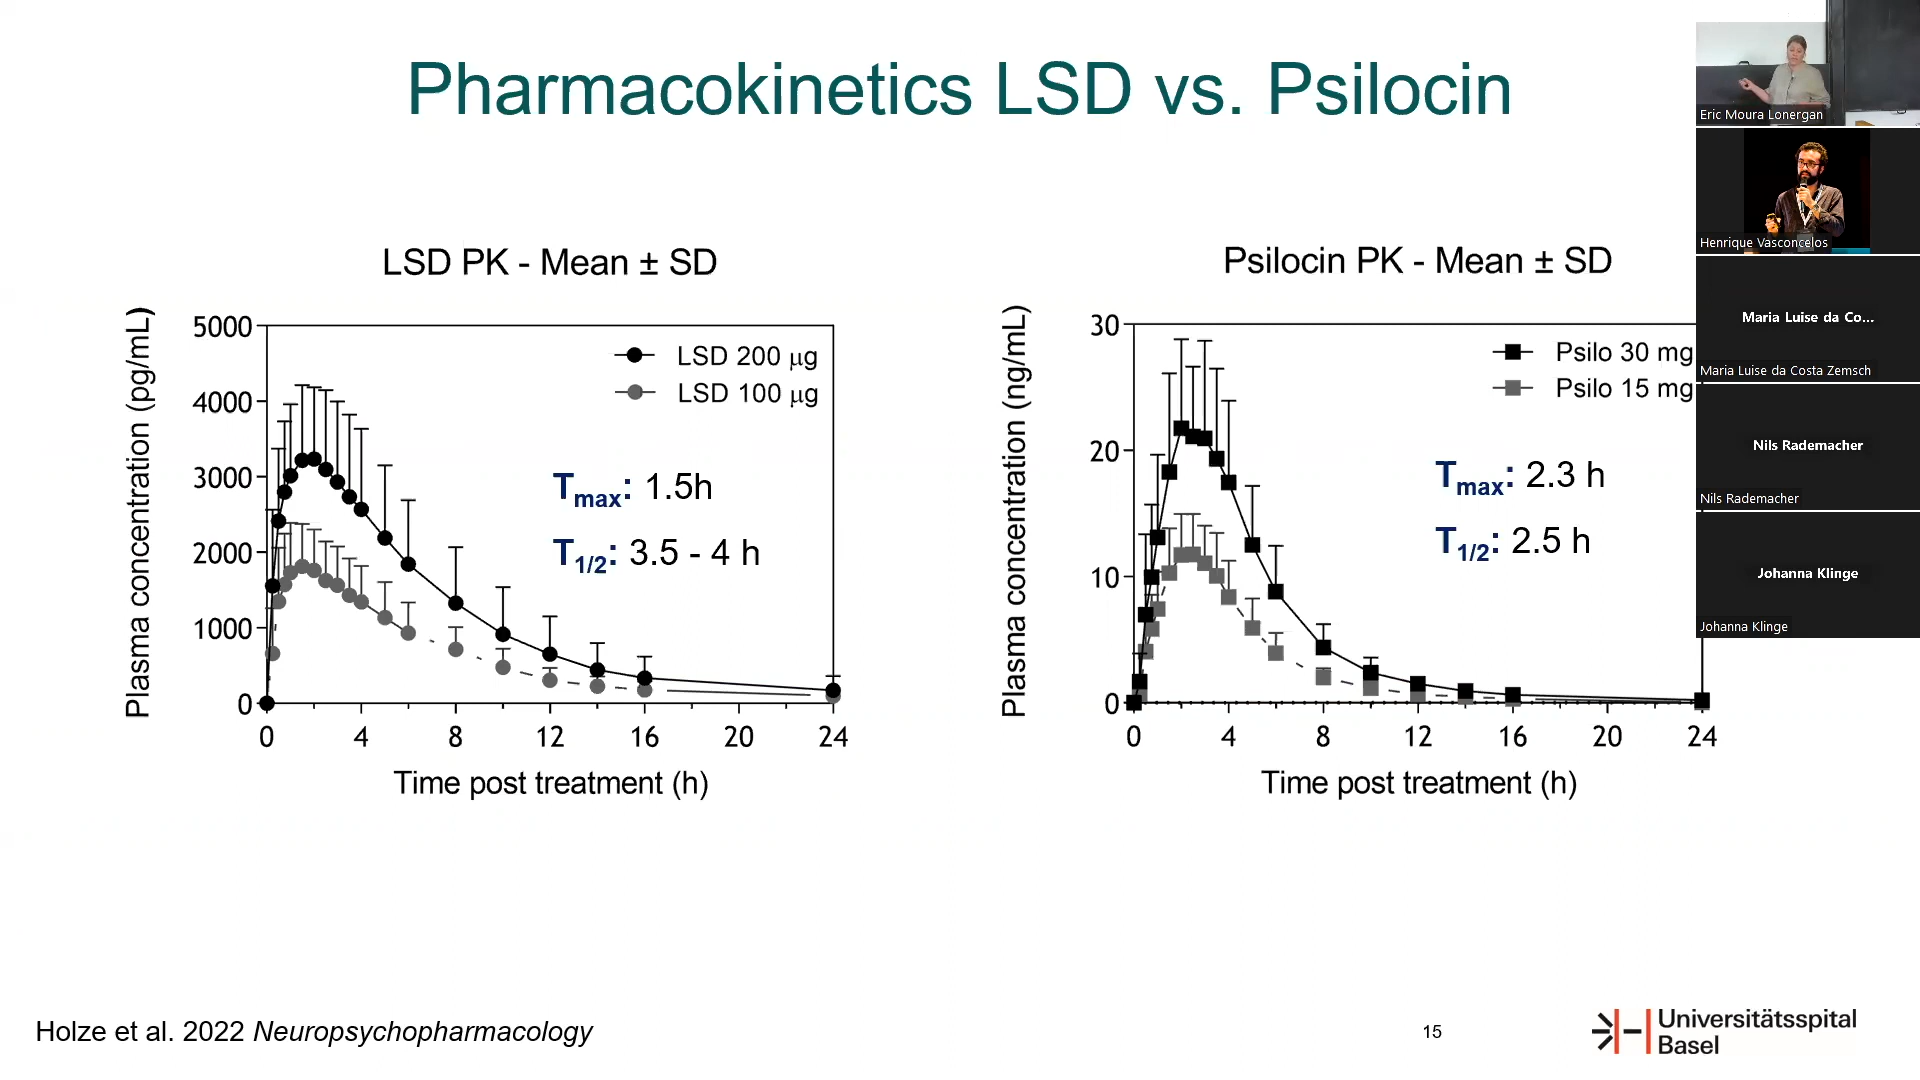 Pharmacokinetics LSD vs. Psilocin
LSD PK - Mean ± SD
Plasma concentration (pg/mL)
5000
4000
3000
2000
1000
0
LSD 200 µg
LSD 100 µg
Tmax: 1.5h
T1/2: 3.5 - 4 h
0 4 8 12 16 20 24
Time post treatment (h)
Psilocin PK - Mean ± SD
Plasma concentration (ng/mL)
30
20
10
0
Psilo 30 mg
Psilo 15 mg
Tmax: 2.3 h
T1/2: 2.5 h
0 4 8 12 16 20 24
Time post treatment (h)
Eric Moura Lonergan
Henrique Vasconcelos
Maria Luise da Co...
Maria Luise da Costa Zemsch
Nils Rademacher
Nils Rademacher
Johanna Klinge
Johanna Klinge
Holze et al. 2022 Neuropsychopharmacology
15
Universitätsspital
Basel